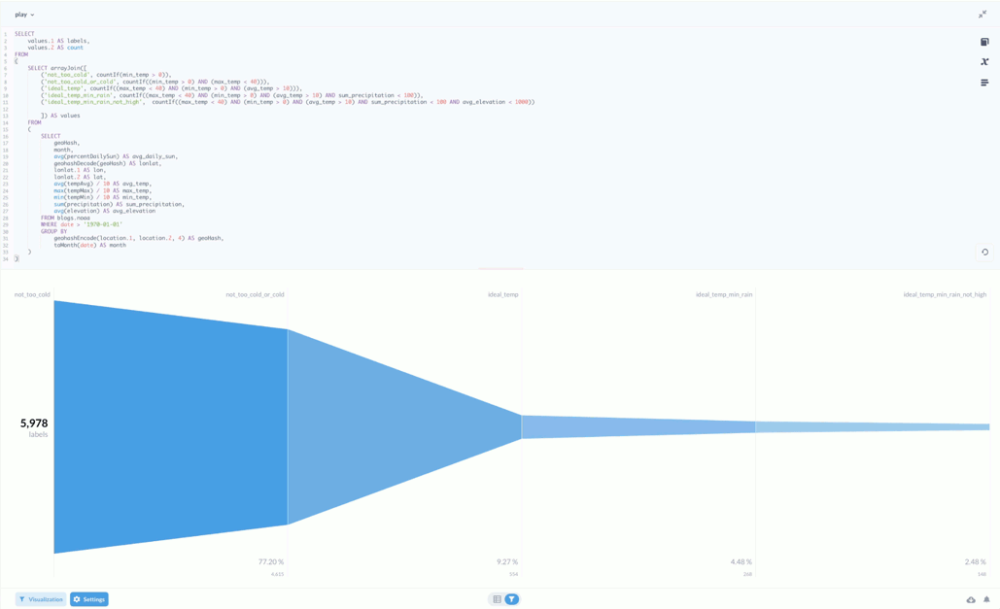 play
1 SELECT
2 values.1 AS labels,
3 values.2 AS count
4 FROM
5 (
6 SELECT arrayJoin([
7 ('not_too_cold', countIf(min_temp > 0)),
8 ('not_too_cold_or_cold', countIf((min_temp > 0) AND (max_temp < 40))),
9 ('ideal_temp', countIf((max_temp < 40) AND (min_temp > 0) AND (avg_temp > 10))),
10 ('ideal_temp_min_rain', countIf((max_temp < 40) AND (min_temp > 0) AND (avg_temp > 10) AND sum_precipitation < 100)),
11 ('ideal_temp_min_rain_not_high', countIf((max_temp < 40) AND (min_temp > 0) AND (avg_temp > 10) AND sum_precipitation < 100 AND avg_elevation < 1000))
12
13 ]) AS values
14 FROM
15 (
16 SELECT
17 geoHash,
18 month,
19 avg(percentDailySun) AS avg_daily_sun,
20 geohashDecode(geoHash) AS lonlat,
21 lonlat.1 AS lon,
22 lonlat.2 AS lat,
23 avg(tempAvg) / 10 AS avg_temp,
24 max(tempMax) / 10 AS max_temp,
25 min(tempMin) / 10 AS min_temp,
26 sum(precipitation) AS sum_precipitation,
27 avg(elevation) AS avg_elevation
28 FROM blogs.noaa
29 WHERE date > '1970-01-01'
30 GROUP BY
31 geohashEncode(location.1, location.2, 4) AS geoHash,
32 toMonth(date) AS month
33 )
34 )
not_too_cold not_too_cold_or_cold ideal_temp ideal_temp_min_rain ideal_temp_min_rain_not_high
5,978
labels
77.20 % 9.27 % 4.48 % 2.48 %
4,615 554 268 148
Visualization Settings